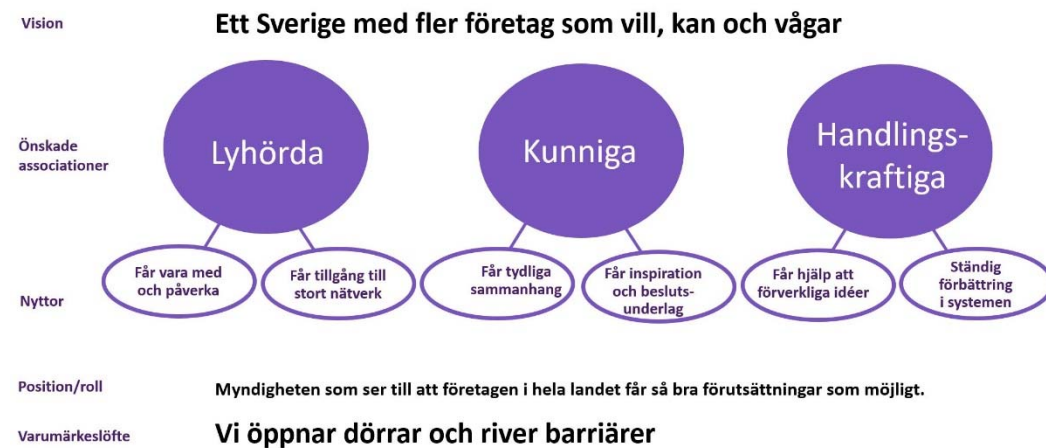 Vision
Ett Sverige med fler företag som vill, kan och vågar
Önskade
associationer
Lyhörda
Kunniga
Handlings-
kraftiga
Nyttor
Får vara med
och påverka
Får tillgång till
stort nätverk
Får tydliga
sammanhang
Får inspiration
och besluts-
underlag
Får hjälp att
förverkliga idéer
Ständig
förbättring
i systemen
Position/roll
Myndigheten som ser till att företagen i hela landet får så bra förutsättningar som möjligt.
Varumärkeslöfte
Vi öppnar dörrar och river barriärer